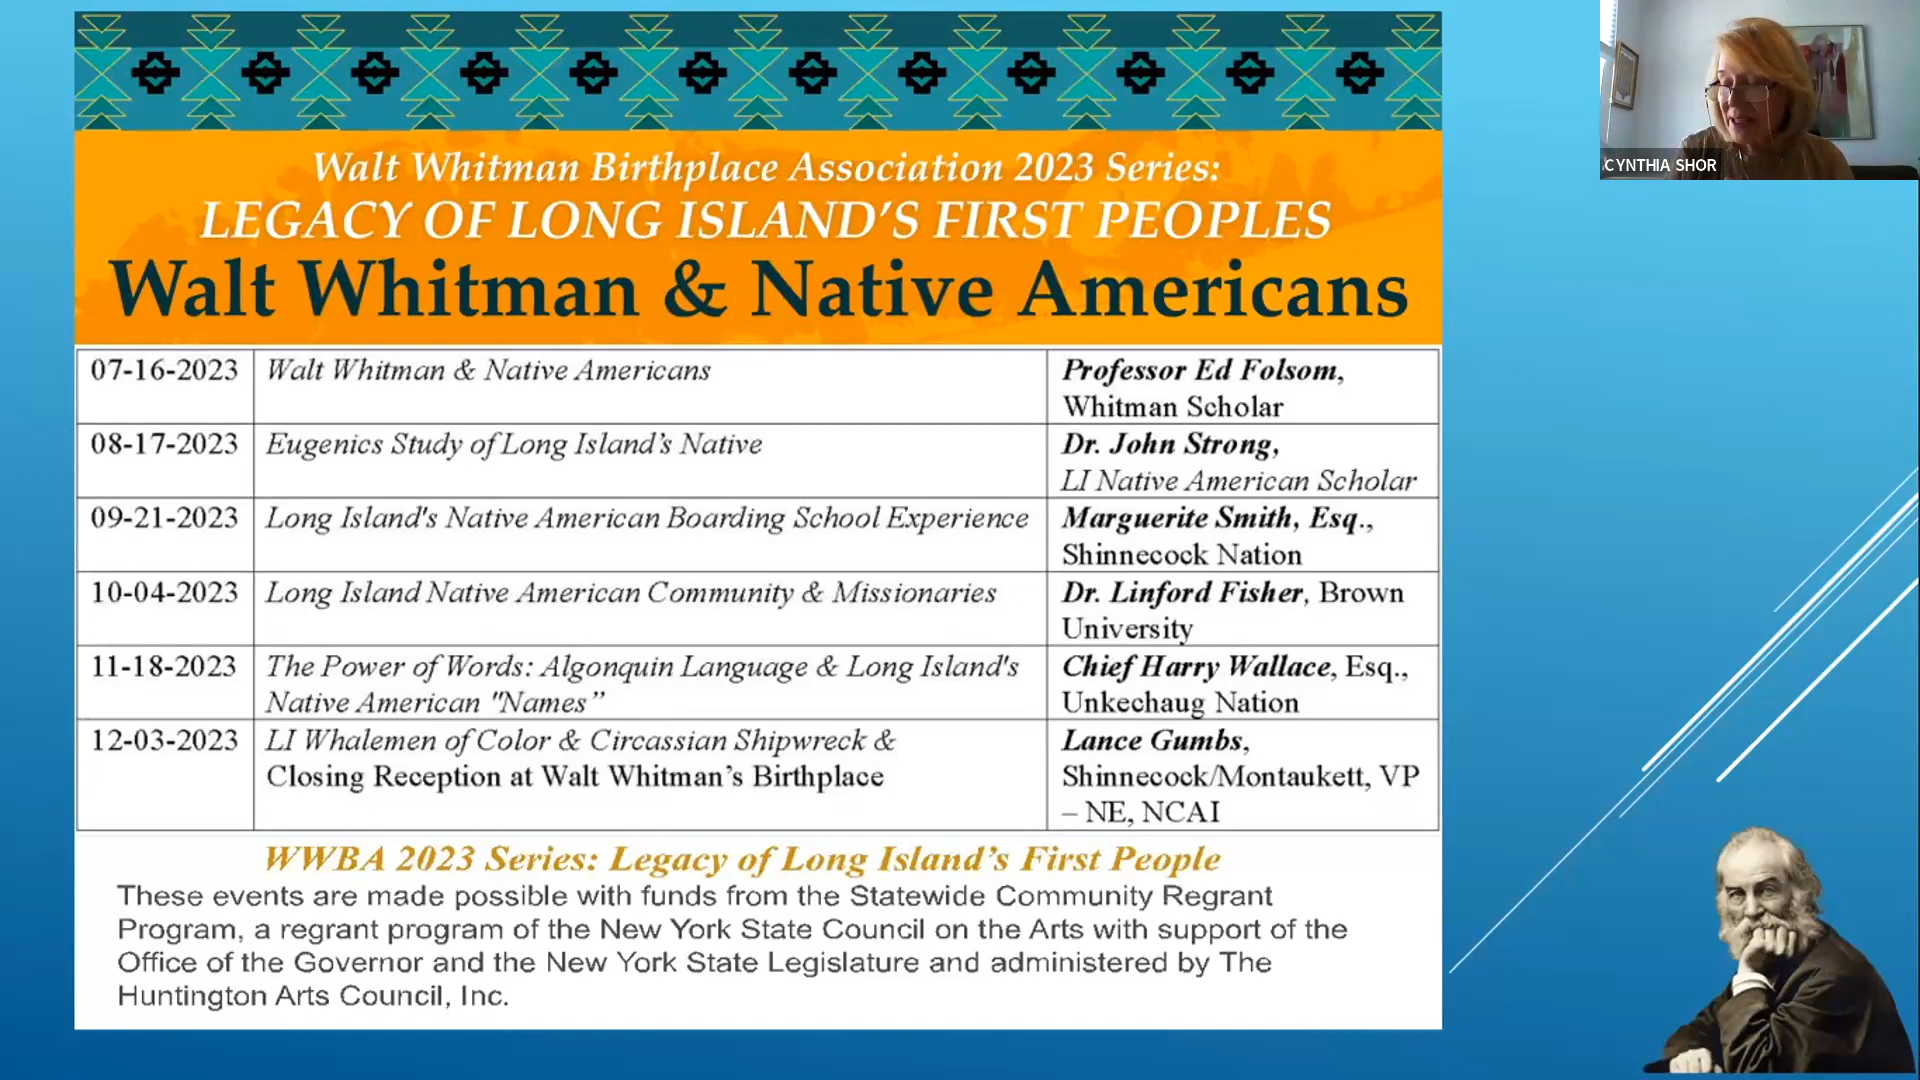 Walt Whitman Birthplace Association 2023 Series:
LEGACY OF LONG ISLAND'S FIRST PEOPLES
Walt Whitman & Native Americans
07-16-2023 Walt Whitman & Native Americans Professor Ed Folsom,
Whitman Scholar
08-17-2023 Eugenics Study of Long Island's Native Dr. John Strong,
LI Native American Scholar
09-21-2023 Long Island's Native American Boarding School Experience Marguerite Smith, Esq.,
Shinnecock Nation
10-04-2023 Long Island Native American Community & Missionaries Dr. Linford Fisher, Brown
University
11-18-2023 The Power of Words: Algonquin Language & Long Island's Chief Harry Wallace, Esq.,
Native American "Names” Unkechaug Nation
12-03-2023 LI Whalemen of Color & Circassian Shipwreck & Lance Gumbs,
Closing Reception at Walt Whitman's Birthplace Shinnecock/Montaukett, VP
– NE, NCAI
WWBA 2023 Series: Legacy of Long Island's First People
These events are made possible with funds from the Statewide Community Regrant
Program, a regrant program of the New York State Council on the Arts with support of the
Office of the Governor and the New York State Legislature and administered by The
Huntington Arts Council, Inc.
CYNTHIA SHOR